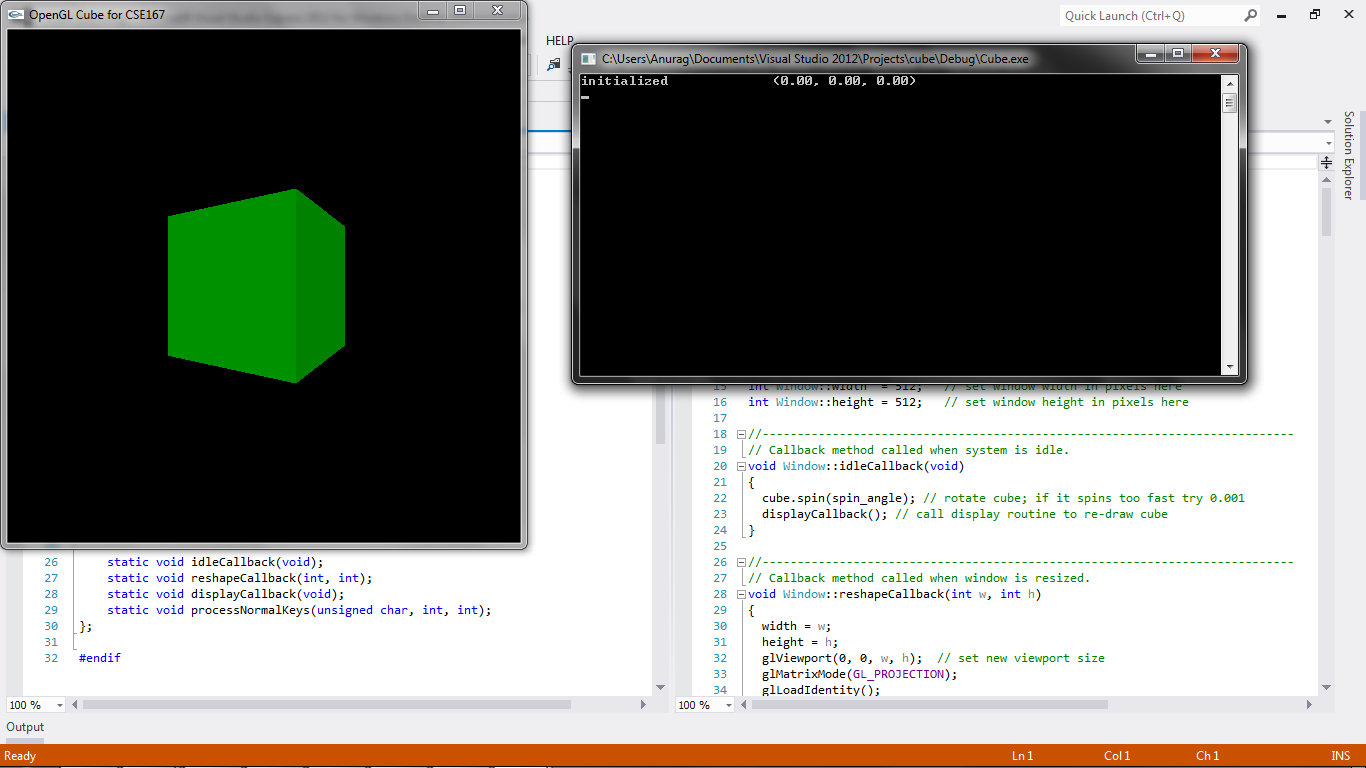 OpenGL Cube for CSE167
Quick Launch (Ctrl+Q)
HELP
C:\Users\Anurag\Documents\Visual Studio 2012\Projects\cube\Debug\Cube.exe
initialized (0.00, 0.00, 0.00)
Solution Explorer
26 static void idleCallback(void);
27 static void reshapeCallback(int, int);
28 static void displayCallback(void);
29 static void processNormalKeys(unsigned char, int, int);
30 };
31
32 #endif
15 int Window::width = 512; // set window width in pixels here
16 int Window::height = 512; // set window height in pixels here
17
18 //----------------------------------------------------------------------------
19 // Callback method called when system is idle.
20 void Window::idleCallback(void)
21 {
22 cube.spin(spin_angle); // rotate cube; if it spins too fast try 0.001
23 displayCallback(); // call display routine to re-draw cube
24 }
25
26 //----------------------------------------------------------------------------
27 // Callback method called when window is resized.
28 void Window::reshapeCallback(int w, int h)
29 {
30 width = w;
31 height = h;
32 glViewport(0, 0, w, h); // set new viewport size
33 glMatrixMode(GL_PROJECTION);
34 glLoadIdentity();
100 %
100 %
Output
Ready Ln 1 Col 1 Ch 1 INS